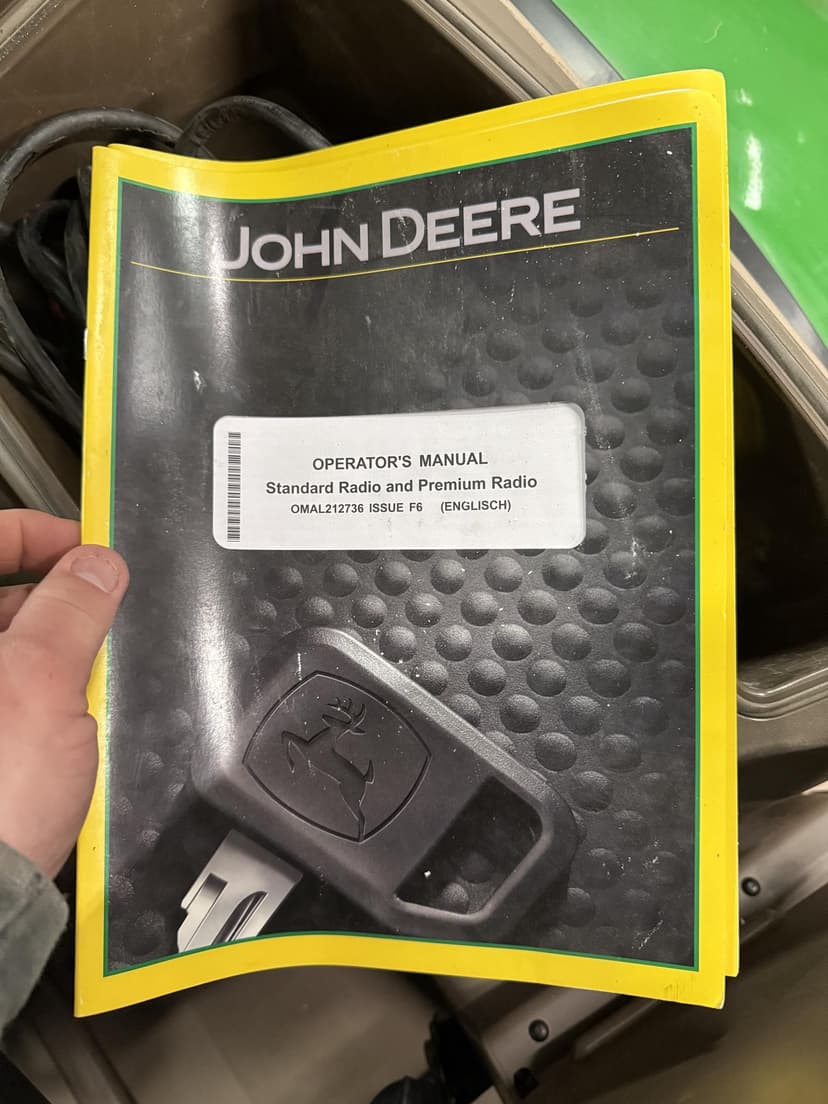 JOHN DEERE
OPERATOR'S MANUAL
Standard Radio and Premium Radio
OMAL212736 ISSUE F6 (ENGLISCH)